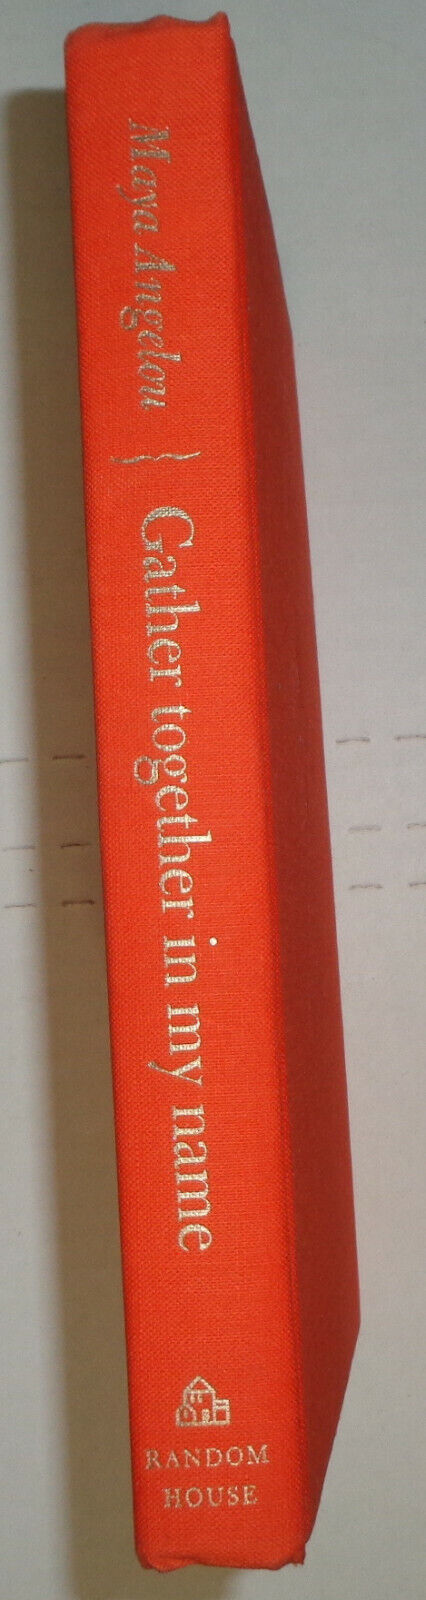 Maya Angelou } Gather together in my name
RANDOM
HOUSE